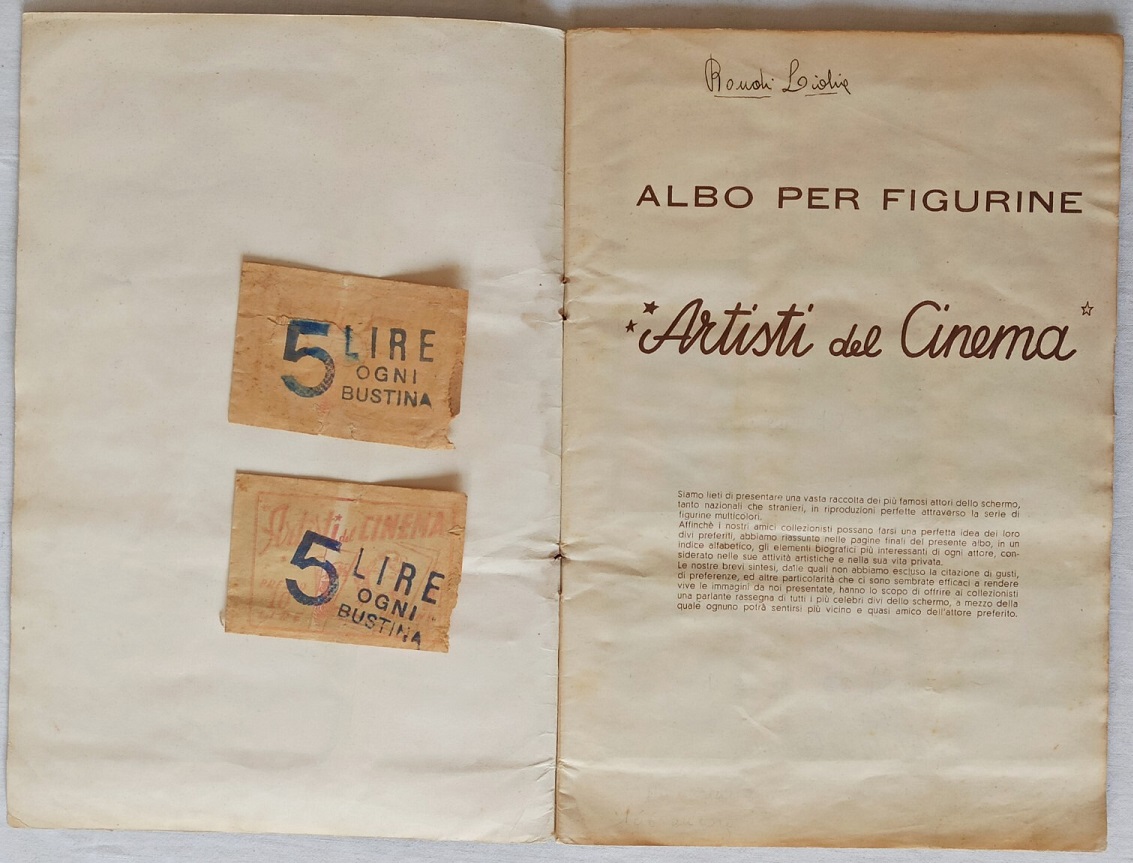 5 LIRE
OGNI
BUSTINA
Artisti del CINEMA
5 LIRE
OGNI
BUSTINA
ALBO PER FIGURINE
Artisti del Cinema
Siamo lieti di presentare una vasta raccolta dei più famosi attori dello schermo,
tanto nazionali che stranieri, in riproduzioni perfette attraverso la serie di
figurine multicolori.
Affinchè i nostri amici collezionisti possano farsi una perfetta idea dei loro
divi preferiti, abbiamo riassunto nelle pagine finali del presente albo, in un
indice alfabetico, gli elementi biografici più interessanti di ogni attore, con-
siderato nelle sue attività artistiche e nella sua vita privata.
Le nostre brevi sintesi, dalle quali non abbiamo escluso la citazione di gusti,
di preferenze, ed altre particolarità che ci sono sembrate efficaci a rendere
vive le immagini da noi presentate, hanno lo scopo di offrire ai collezionisti
una parlante rassegna di tutti i più celebri divi dello schermo, a mezzo della
quale ognuno potrà sentirsi più vicino e quasi amico dell'attore preferito.